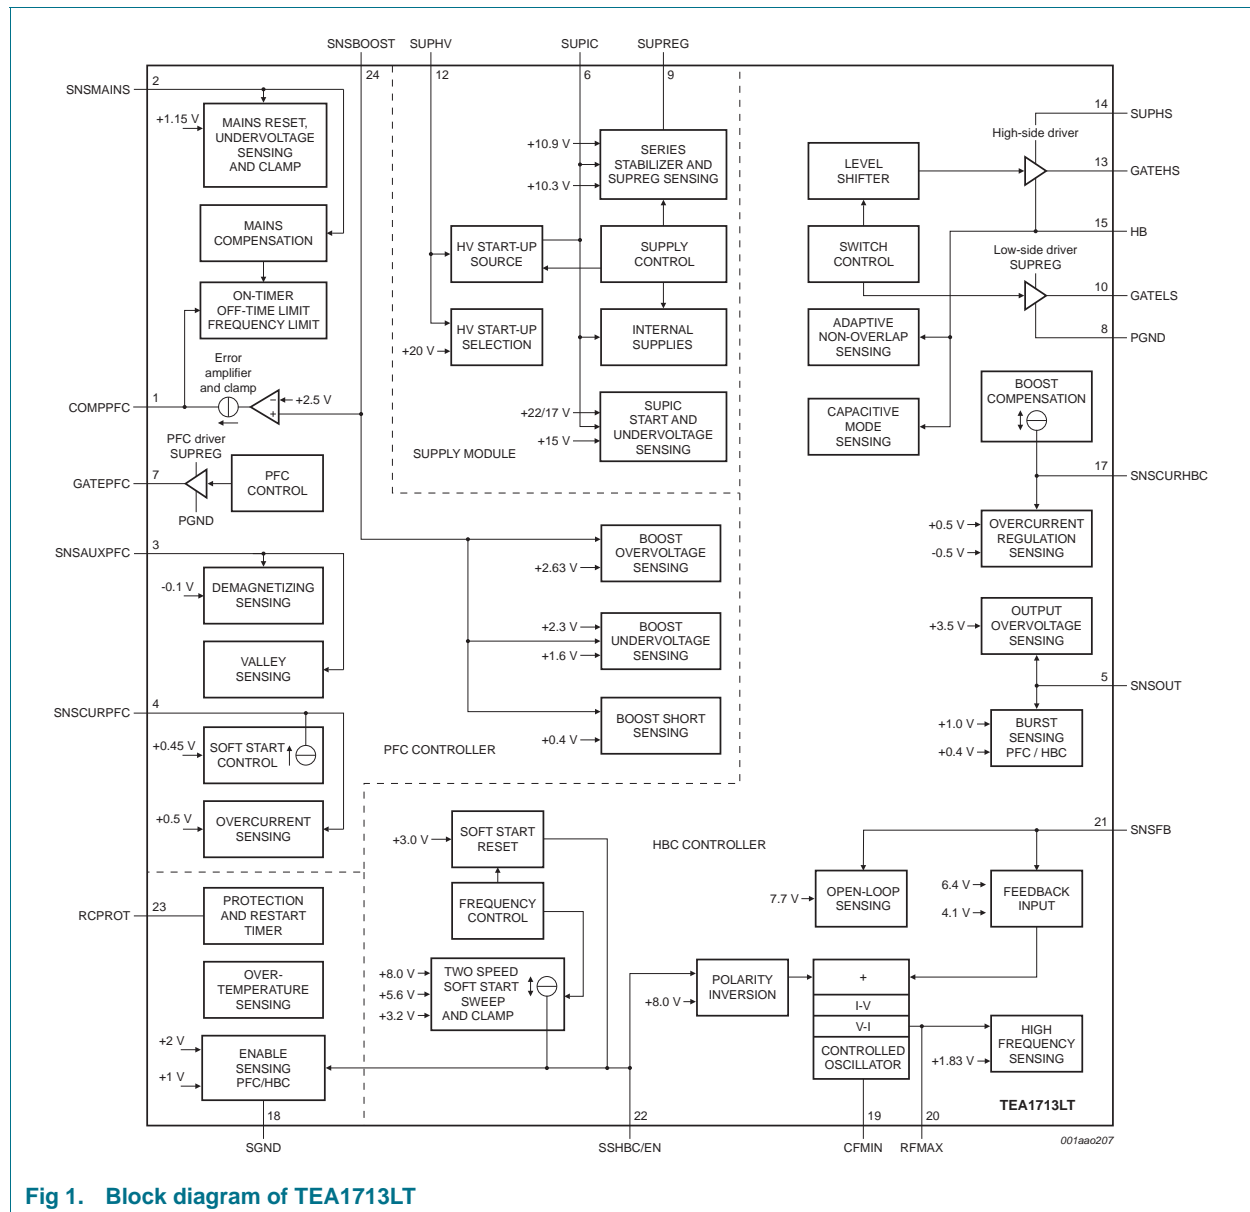 SNSBOOST
SUPHV
SUPIC
SUPREG
24
12
6
9
2
SNSMAINS
+1.15 V
MAINS RESET,
UNDERVOLTAGE
SENSING
AND CLAMP
MAINS
COMPENSATION
ON-TIMER
OFF-TIME LIMIT
FREQUENCY LIMIT
Error
amplifier
and clamp
1
COMPPFC
+2.5 V
−
+
PFC driver
SUPREG
7
GATEPFC
PGND
PFC
CONTROL
3
SNSAUXPFC
-0.1 V
DEMAGNETIZING
SENSING
VALLEY
SENSING
4
SNSCURPFC
+0.45 V
SOFT START
CONTROL
+0.5 V
OVERCURRENT
SENSING
23
RCPROT
PROTECTION
AND RESTART
TIMER
OVER-
TEMPERATURE
SENSING
+2 V
+1 V
ENABLE
SENSING
PFC/HBC
18
SGND
+10.9 V
+10.3 V
SERIES
STABILIZER AND
SUPREG SENSING
HV START-UP
SOURCE
SUPPLY
CONTROL
+20 V
HV START-UP
SELECTION
INTERNAL
SUPPLIES
+22/17 V
+15 V
SUPIC
START AND
UNDERVOLTAGE
SENSING
SUPPLY MODULE
BOOST
OVERVOLTAGE
SENSING
+2.63 V
+2.3 V
+1.6 V
BOOST
UNDERVOLTAGE
SENSING
BOOST SHORT
SENSING
+0.4 V
PFC CONTROLLER
+3.0 V
SOFT START
RESET
FREQUENCY
CONTROL
+8.0 V
+5.6 V
+3.2 V
TWO SPEED
SOFT START
SWEEP
AND CLAMP
22
SSHBC/EN
HBC CONTROLLER
14
SUPHS
High-side driver
13
GATEHS
LEVEL
SHIFTER
15
HB
SWITCH
CONTROL
Low-side driver
SUPREG
10
GATELS
8
PGND
ADAPTIVE
NON-OVERLAP
SENSING
CAPACITIVE
MODE
SENSING
BOOST
COMPENSATION
17
SNSCURHBC
+0.5 V
-0.5 V
OVERCURRENT
REGULATION
SENSING
+3.5 V
OUTPUT
OVERVOLTAGE
SENSING
5
SNSOUT
+1.0 V
+0.4 V
BURST
SENSING
PFC / HBC
21
SNSFB
7.7 V
OPEN-LOOP
SENSING
6.4 V
4.1 V
FEEDBACK
INPUT
POLARITY
INVERSION
+8.0 V
+
I-V
V-I
CONTROLLED
OSCILLATOR
HIGH
FREQUENCY
SENSING
+1.83 V
TEA1713LT
19
20
CFMIN
RFMAX
001aao207
Fig 1. Block diagram of TEA1713LT